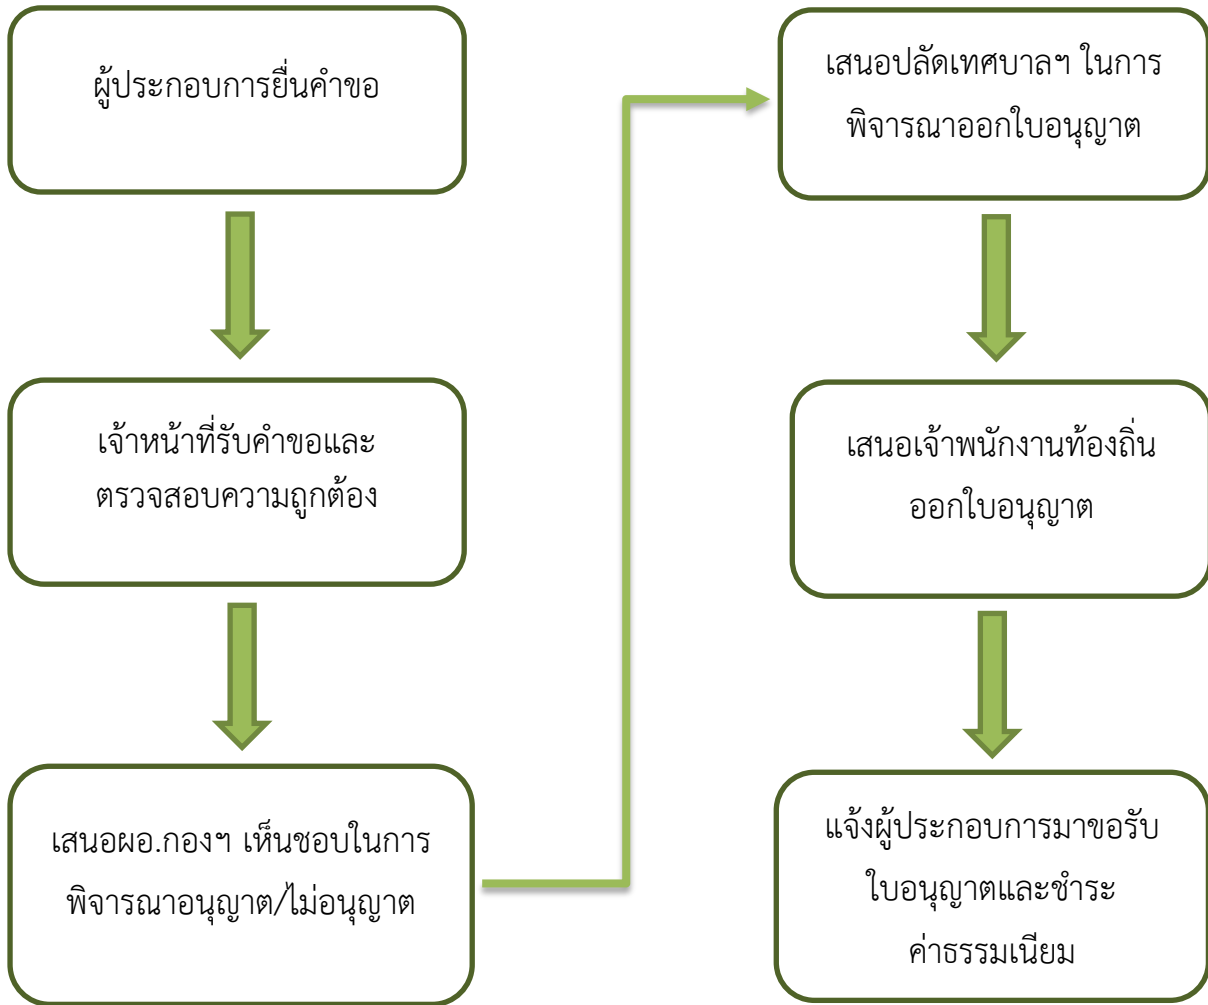 ผู้ประกอบการยื่นคำขอ
เจ้าหน้าที่รับคำขอและ
ตรวจสอบความถูกต้อง
เสนอผอ.กองฯ เห็นชอบในการ
พิจารณาอนุญาต/ไม่อนุญาต
เสนอปลัดเทศบาลฯ ในการ
พิจารณาออกใบอนุญาต
เสนอเจ้าพนักงานท้องถิ่น
ออกใบอนุญาต
แจ้งผู้ประกอบการมาขอรับ
ใบอนุญาตและชำระ
ค่าธรรมเนียม